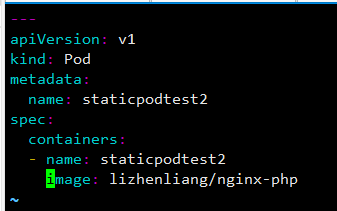 ---
apiVersion: v1
kind: Pod
metadata:
  name: staticpodtest2
spec:
  containers:
  - name: staticpodtest2
    image: lizhenliang/nginx-php
~